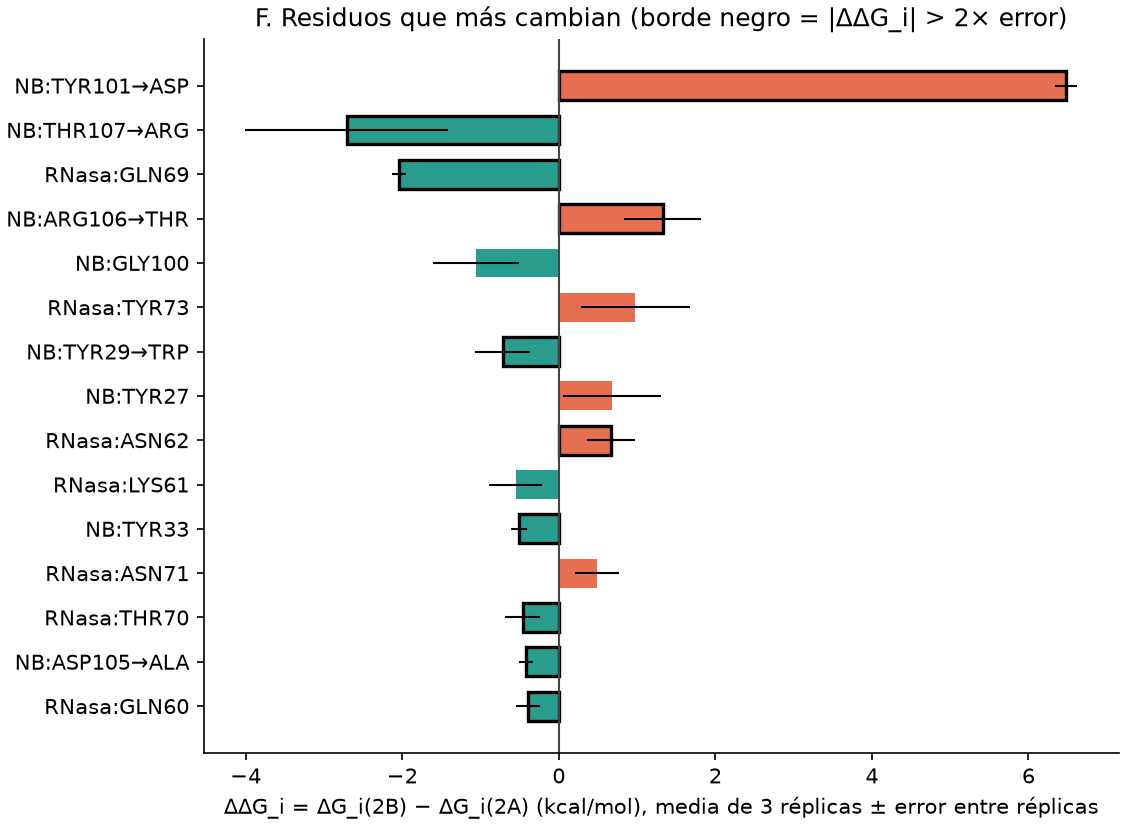 F. Residuos que más cambian (borde negro = |ΔΔG_i| > 2× error)
NB:TYR101→ASP
NB:THR107→ARG
RNasa:GLN69
NB:ARG106→THR
NB:GLY100
RNasa:TYR73
NB:TYR29→TRP
NB:TYR27
RNasa:ASN62
RNasa:LYS61
NB:TYR33
RNasa:ASN71
RNasa:THR70
NB:ASP105→ALA
RNasa:GLN60
−4 −2 0 2 4 6
ΔΔG_i = ΔG_i(2B) − ΔG_i(2A) (kcal/mol), media de 3 réplicas ± error entre réplicas